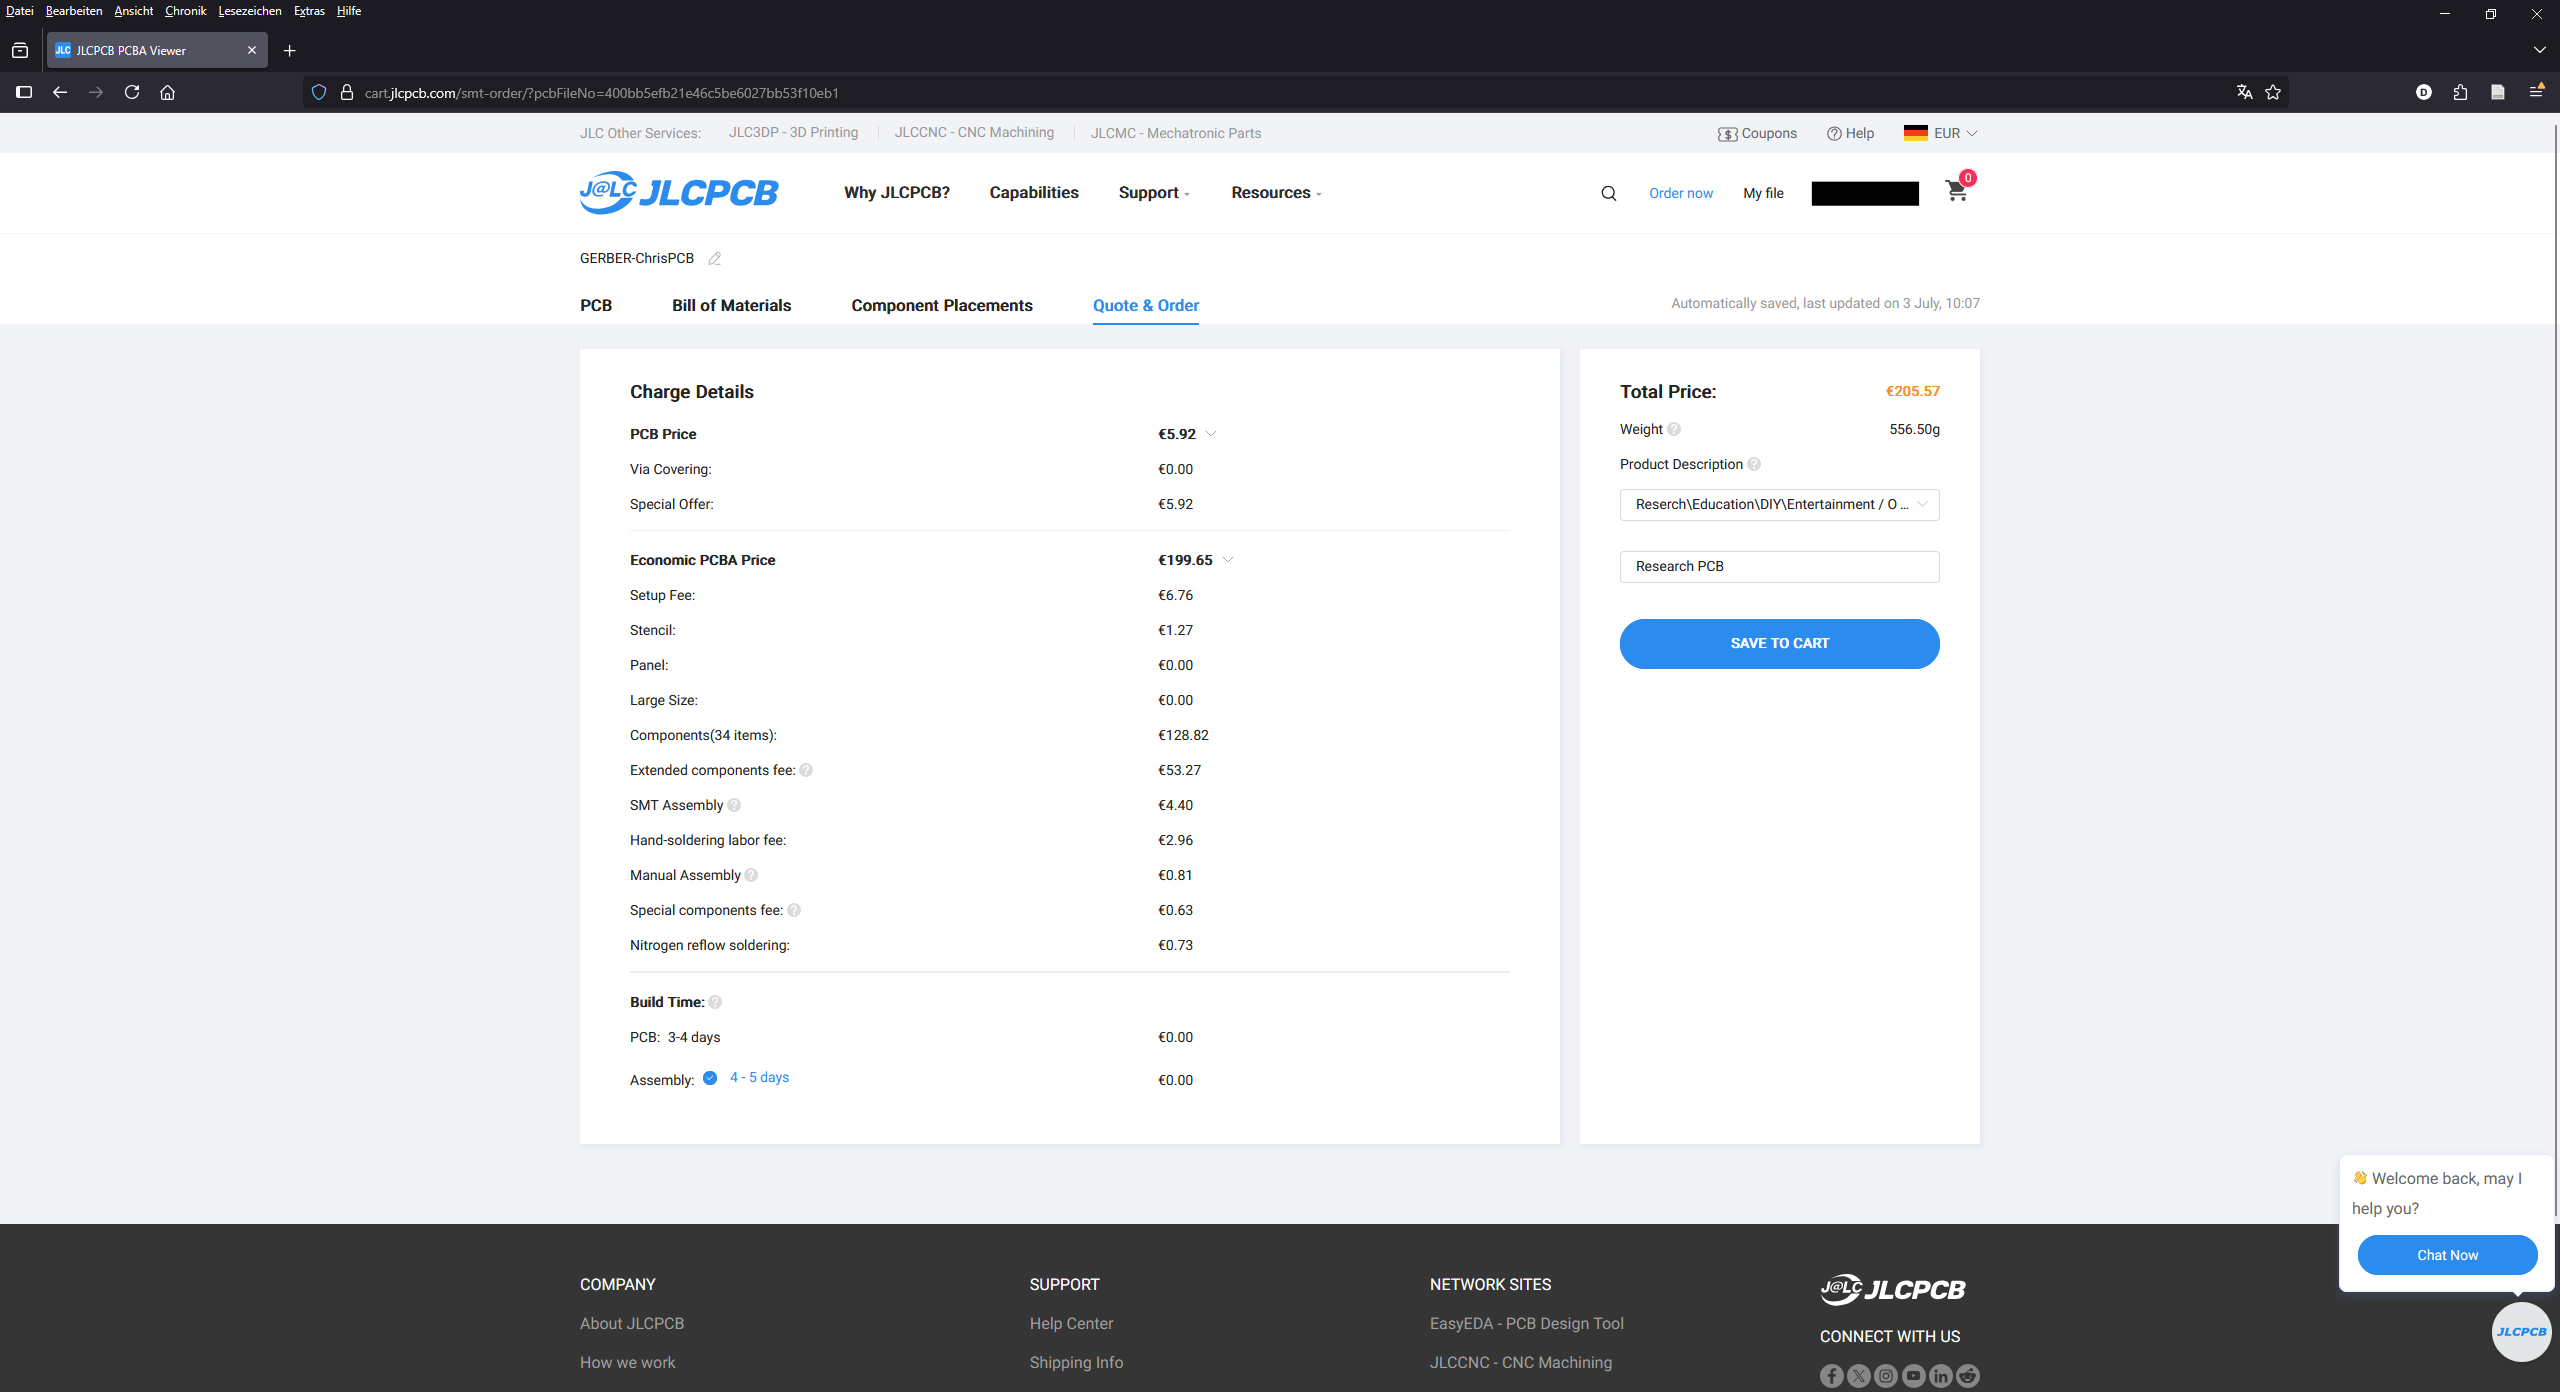 Datei Bearbeiten Ansicht Chronik Lesezeichen Extras Hilfe
JLC JLCPCB PCBA Viewer
cart.jlcpcb.com/smt-order/?pcbFileNo=400bb5efb21e46c5be6027bb53f10eb1
D
JLC Other Services: JLC3DP - 3D Printing JLCCNC - CNC Machining JLCMC - Mechatronic Parts $ Coupons ? Help EUR
J@LC JLCPCB Why JLCPCB? Capabilities Support Resources Order now My file 0
GERBER-ChrisPCB
PCB Bill of Materials Component Placements Quote & Order Automatically saved, last updated on 3 July, 10:07
Charge Details
PCB Price €5.92
Via Covering: €0.00
Special Offer: €5.92
Economic PCBA Price €199.65
Setup Fee: €6.76
Stencil: €1.27
Panel: €0.00
Large Size: €0.00
Components(34 items): €128.82
Extended components fee: ? €53.27
SMT Assembly ? €4.40
Hand-soldering labor fee: €2.96
Manual Assembly ? €0.81
Special components fee: ? €0.63
Nitrogen reflow soldering: €0.73
Build Time: ?
PCB: 3-4 days €0.00
Assembly: 4 - 5 days €0.00
Total Price: €205.57
Weight ? 556.50g
Product Description ?
Reserch\Education\DIY\Entertainment / O ...
Research PCB
SAVE TO CART
👋 Welcome back, may I
help you?
Chat Now
JLCPCB
COMPANY
About JLCPCB
How we work
SUPPORT
Help Center
Shipping Info
NETWORK SITES
EasyEDA - PCB Design Tool
JLCCNC - CNC Machining
J@LC JLCPCB
CONNECT WITH US